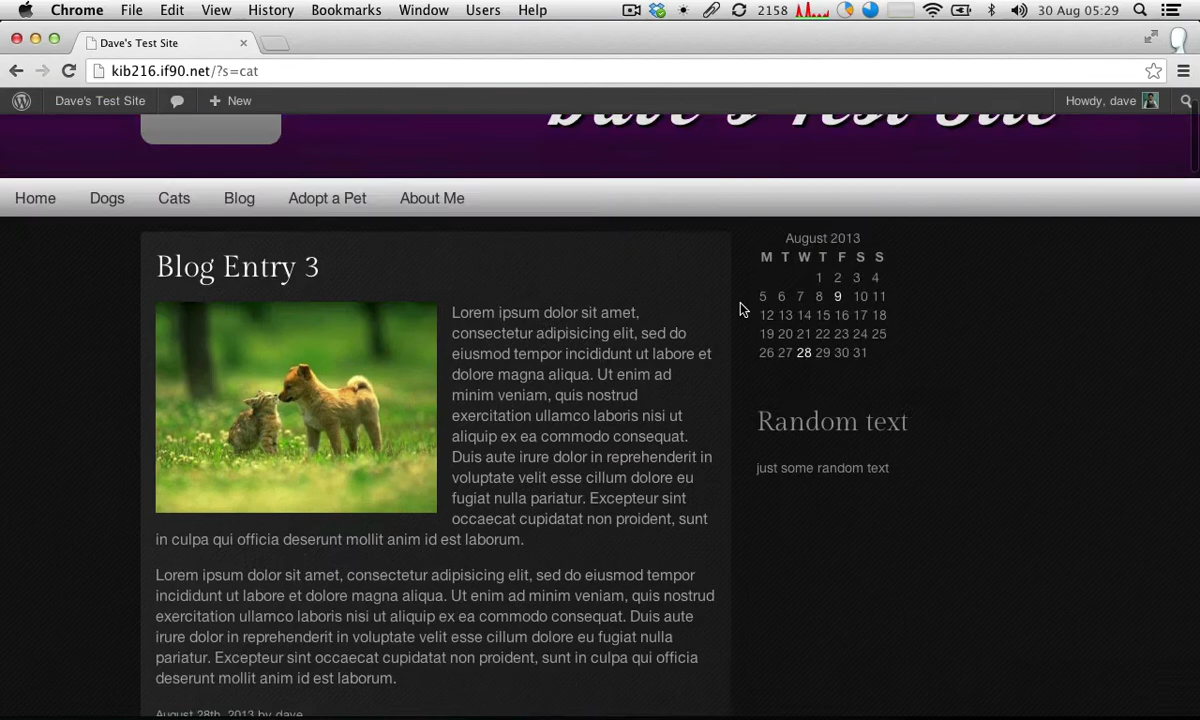 Chrome File Edit View History Bookmarks Window Users Help 2158 30 Aug 05:29
Dave's Test Site
kib216.if90.net/?s=cat
Dave's Test Site New Howdy, dave
Dave's Test Site
Home Dogs Cats Blog Adopt a Pet About Me
Blog Entry 3
Lorem ipsum dolor sit amet,
consectetur adipisicing elit, sed do
eiusmod tempor incididunt ut labore et
dolore magna aliqua. Ut enim ad
minim veniam, quis nostrud
exercitation ullamco laboris nisi ut
aliquip ex ea commodo consequat.
Duis aute irure dolor in reprehenderit in
voluptate velit esse cillum dolore eu
fugiat nulla pariatur. Excepteur sint
occaecat cupidatat non proident, sunt
in culpa qui officia deserunt mollit anim id est laborum.
Lorem ipsum dolor sit amet, consectetur adipisicing elit, sed do eiusmod tempor
incididunt ut labore et dolore magna aliqua. Ut enim ad minim veniam, quis nostrud
exercitation ullamco laboris nisi ut aliquip ex ea commodo consequat. Duis aute
irure dolor in reprehenderit in voluptate velit esse cillum dolore eu fugiat nulla
pariatur. Excepteur sint occaecat cupidatat non proident, sunt in culpa qui officia
deserunt mollit anim id est laborum.
August 28th, 2013 by dave
August 2013
M T W T F S S
1 2 3 4
5 6 7 8 9 10 11
12 13 14 15 16 17 18
19 20 21 22 23 24 25
26 27 28 29 30 31
Random text
just some random text